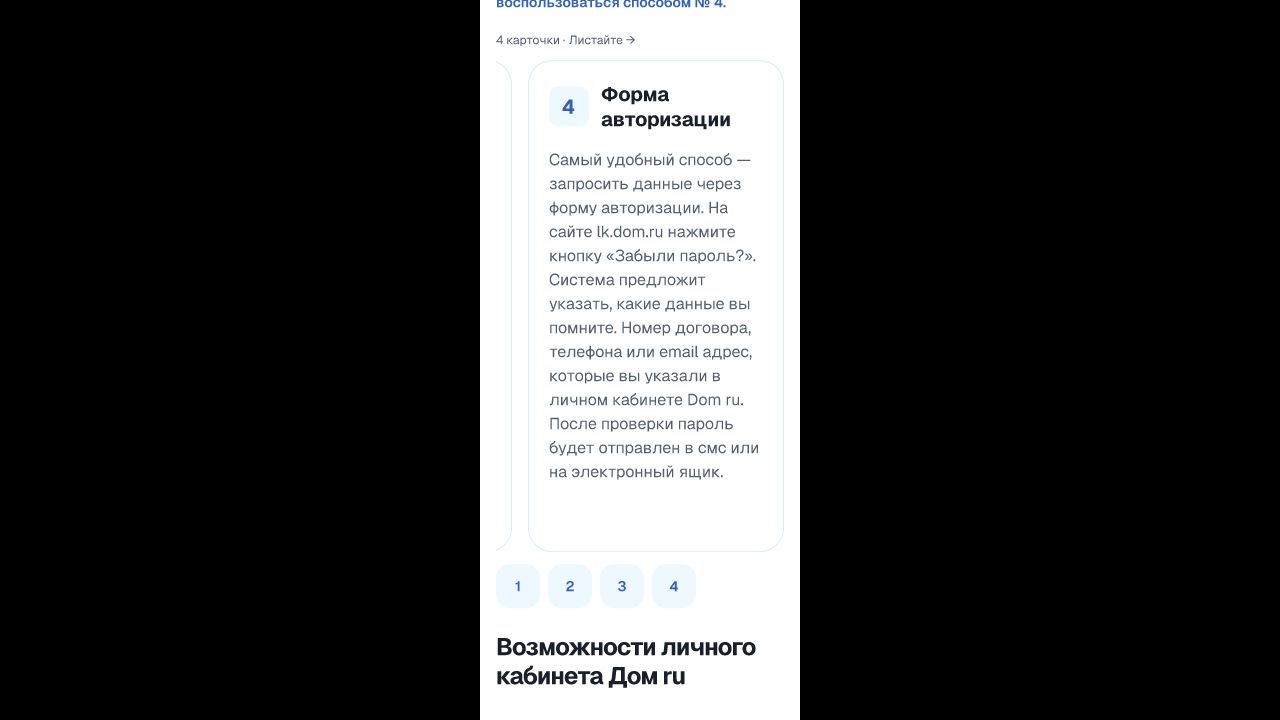 воспользоваться способом № 4.
4 карточки · Листайте →
4
Форма
авторизации
Самый удобный способ —
запросить данные через
форму авторизации. На
сайте lk.dom.ru нажмите
кнопку «Забыли пароль?».
Система предложит
указать, какие данные вы
помните. Номер договора,
телефона или email адрес,
которые вы указали в
личном кабинете Dom ru.
После проверки пароль
будет отправлен в смс или
на электронный ящик.
1 2 3 4
Возможности личного
кабинета Дом ru